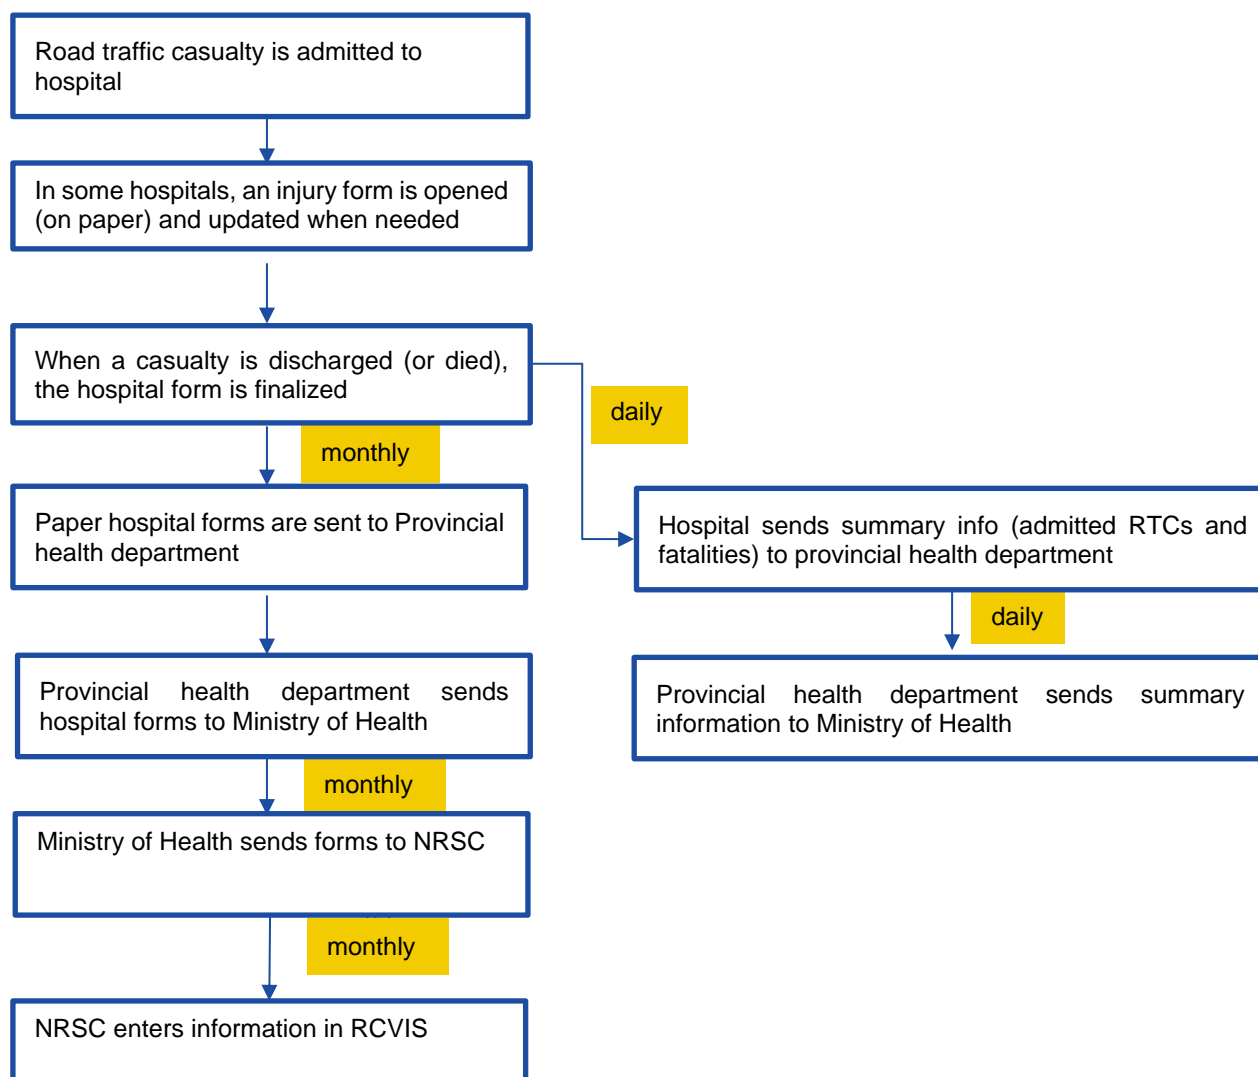 Road traffic casualty is admitted to
hospital
In some hospitals, an injury form is opened
(on paper) and updated when needed
When a casualty is discharged (or died),
the hospital form is finalized
daily
monthly
Paper hospital forms are sent to Provincial
health department
Hospital sends summary info (admitted RTCs and
fatalities) to provincial health department
daily
Provincial health department sends
hospital forms to Ministry of Health
Provincial health department sends summary
information to Ministry of Health
monthly
Ministry of Health sends forms to NRSC
monthly
NRSC enters information in RCVIS